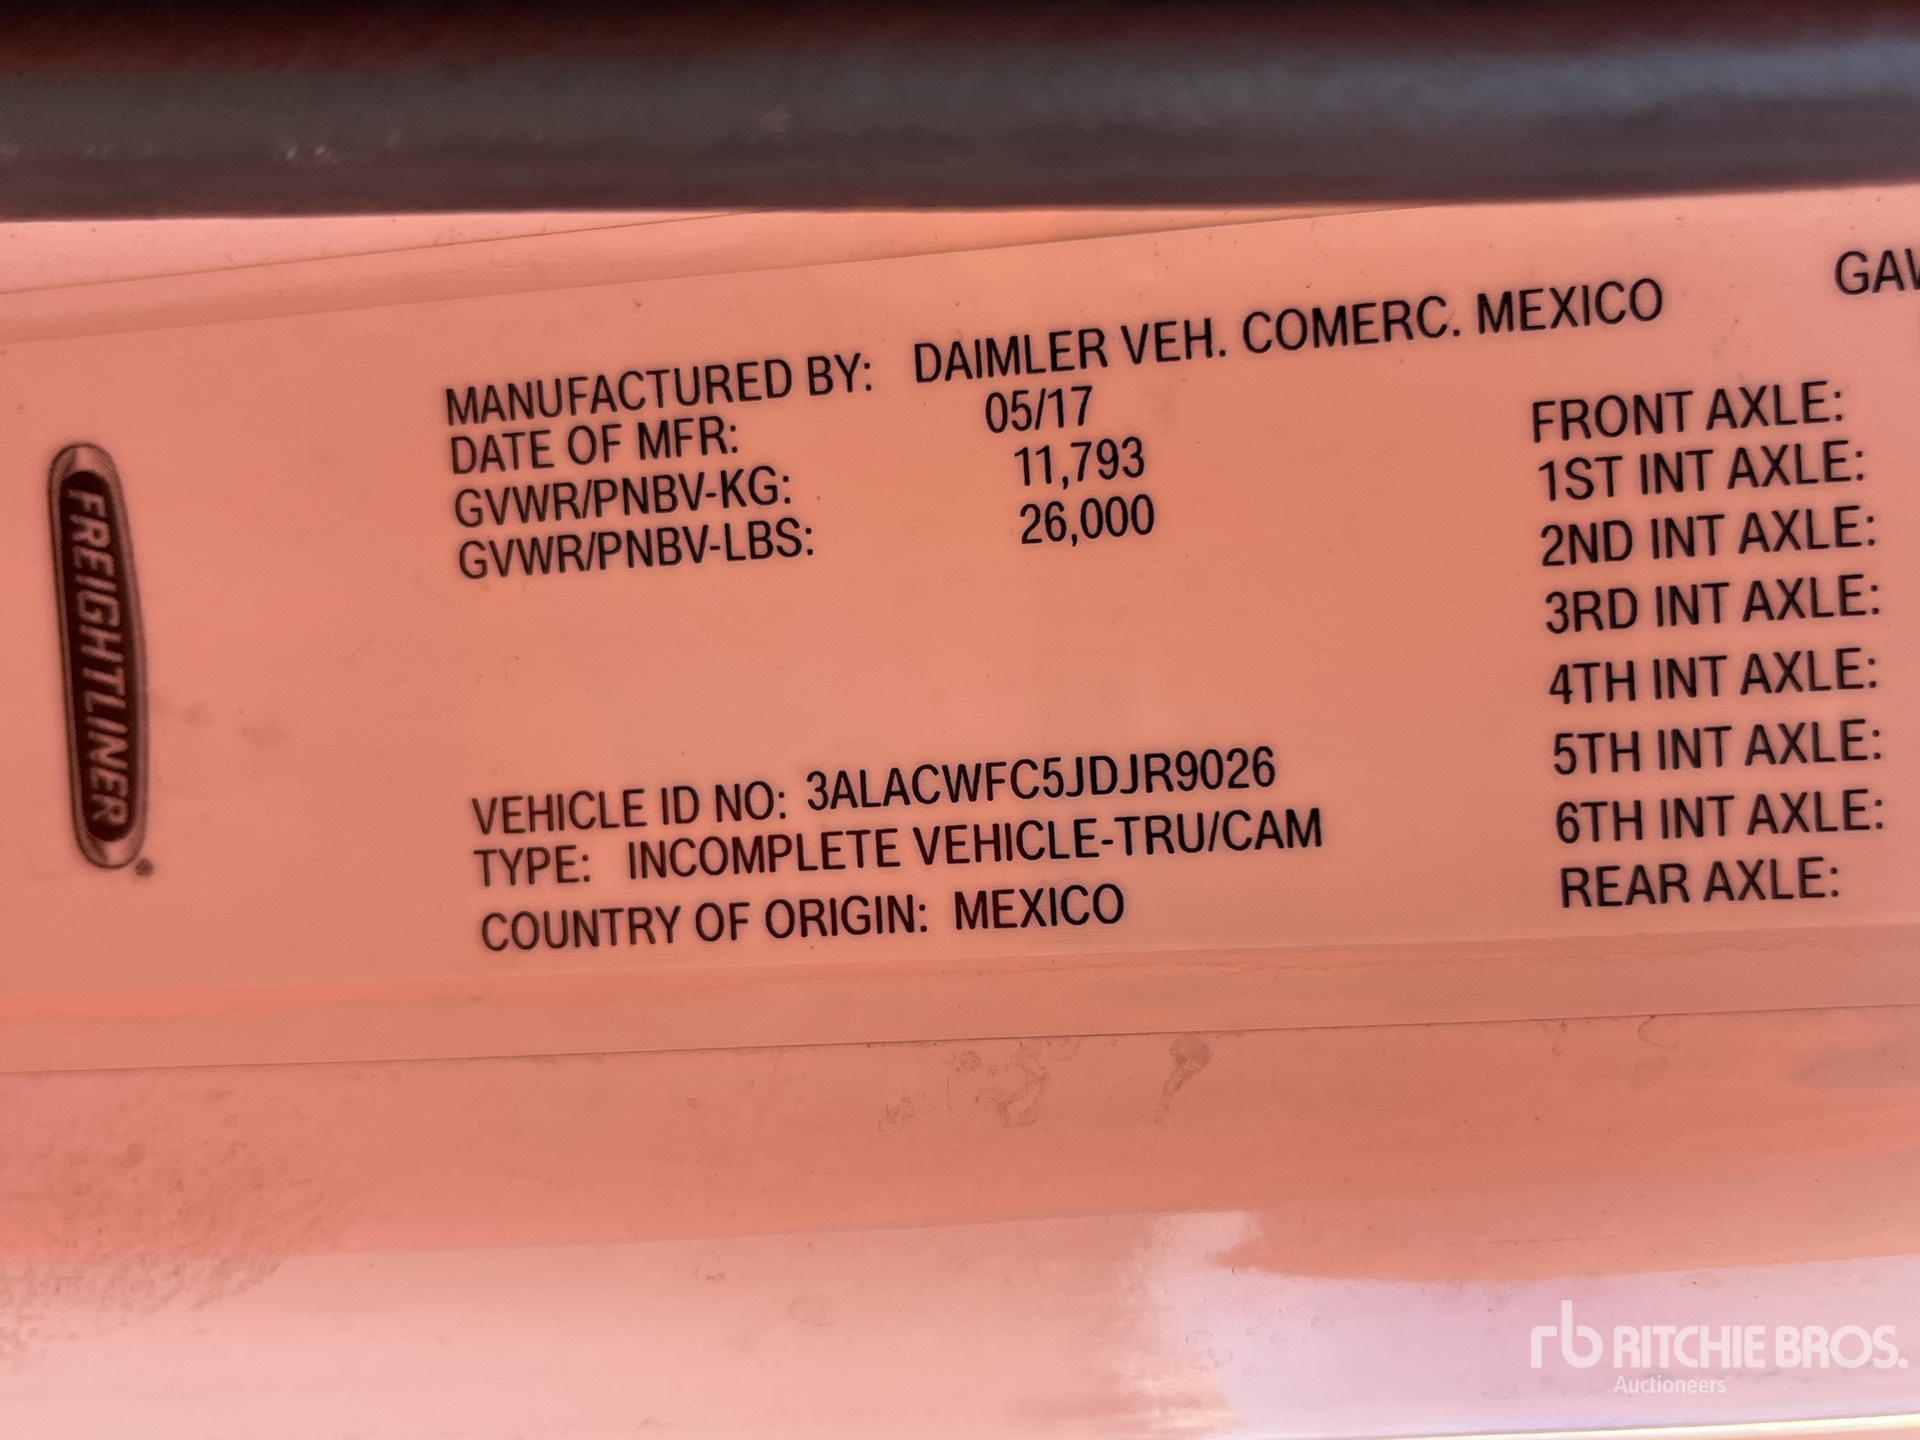 FREIGHTLINER
MANUFACTURED BY: DAIMLER VEH. COMERC. MEXICO
DATE OF MFR: 05/17
GVWR/PNBV-KG: 11,793
GVWR/PNBV-LBS: 26,000
VEHICLE ID NO: 3ALACWFC5JDJR9026
TYPE: INCOMPLETE VEHICLE-TRU/CAM
COUNTRY OF ORIGIN: MEXICO
FRONT AXLE:
1ST INT AXLE:
2ND INT AXLE:
3RD INT AXLE:
4TH INT AXLE:
5TH INT AXLE:
6TH INT AXLE:
REAR AXLE:
rb RITCHIE BROS.
Auctioneers